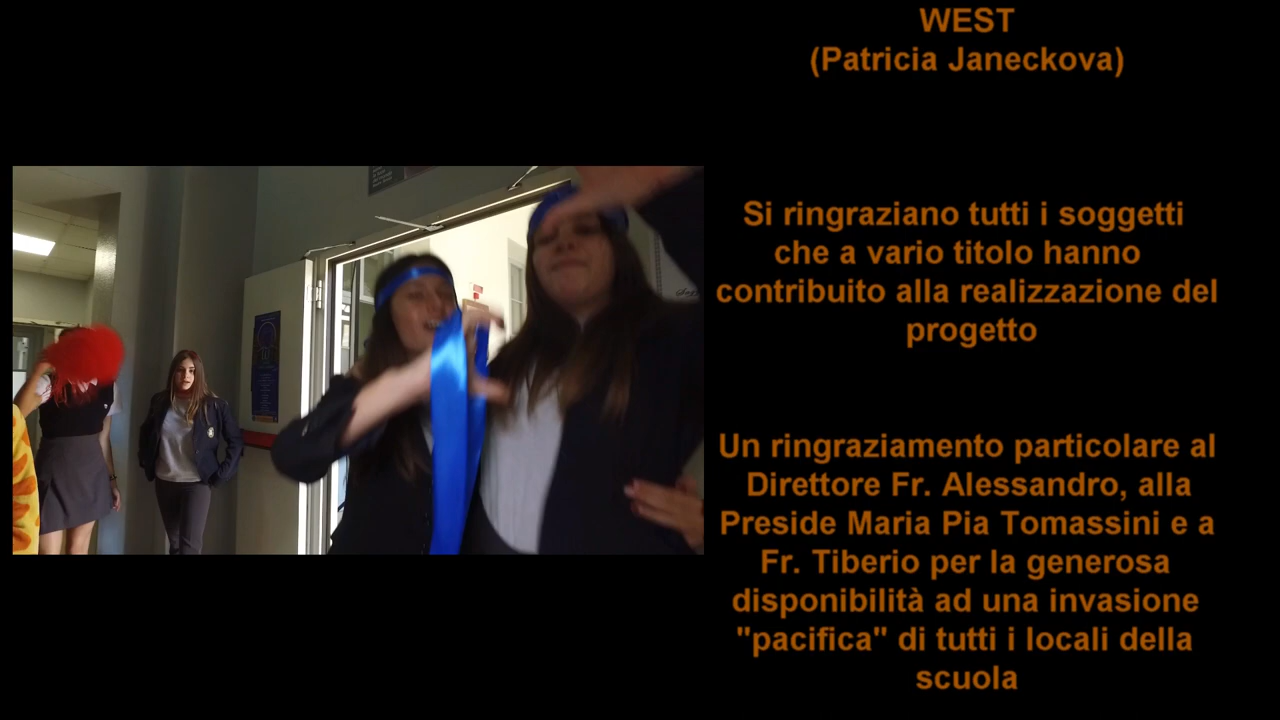 WEST
(Patricia Janeckova)
Si ringraziano tutti i soggetti
che a vario titolo hanno
contribuito alla realizzazione del
progetto
Un ringraziamento particolare al
Direttore Fr. Alessandro, alla
Preside Maria Pia Tomassini e a
Fr. Tiberio per la generosa
disponibilità ad una invasione
"pacifica" di tutti i locali della
scuola